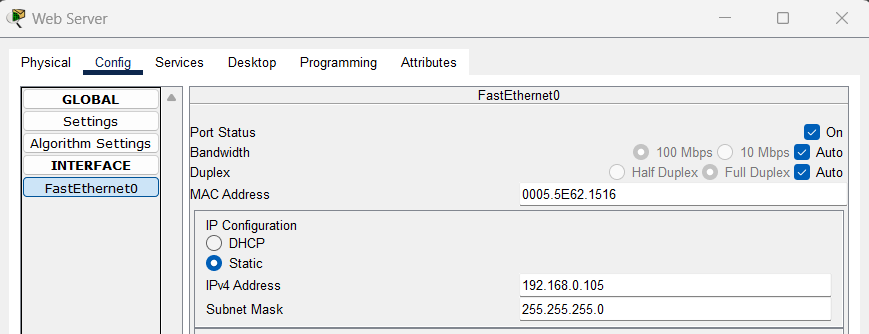 Web Server
Physical Config Services Desktop Programming Attributes
GLOBAL
Settings
Algorithm Settings
INTERFACE
FastEthernet0
FastEthernet0
Port Status On
Bandwidth 100 Mbps 10 Mbps Auto
Duplex Half Duplex Full Duplex Auto
MAC Address 0005.5E62.1516
IP Configuration
DHCP
Static
IPv4 Address 192.168.0.105
Subnet Mask 255.255.255.0